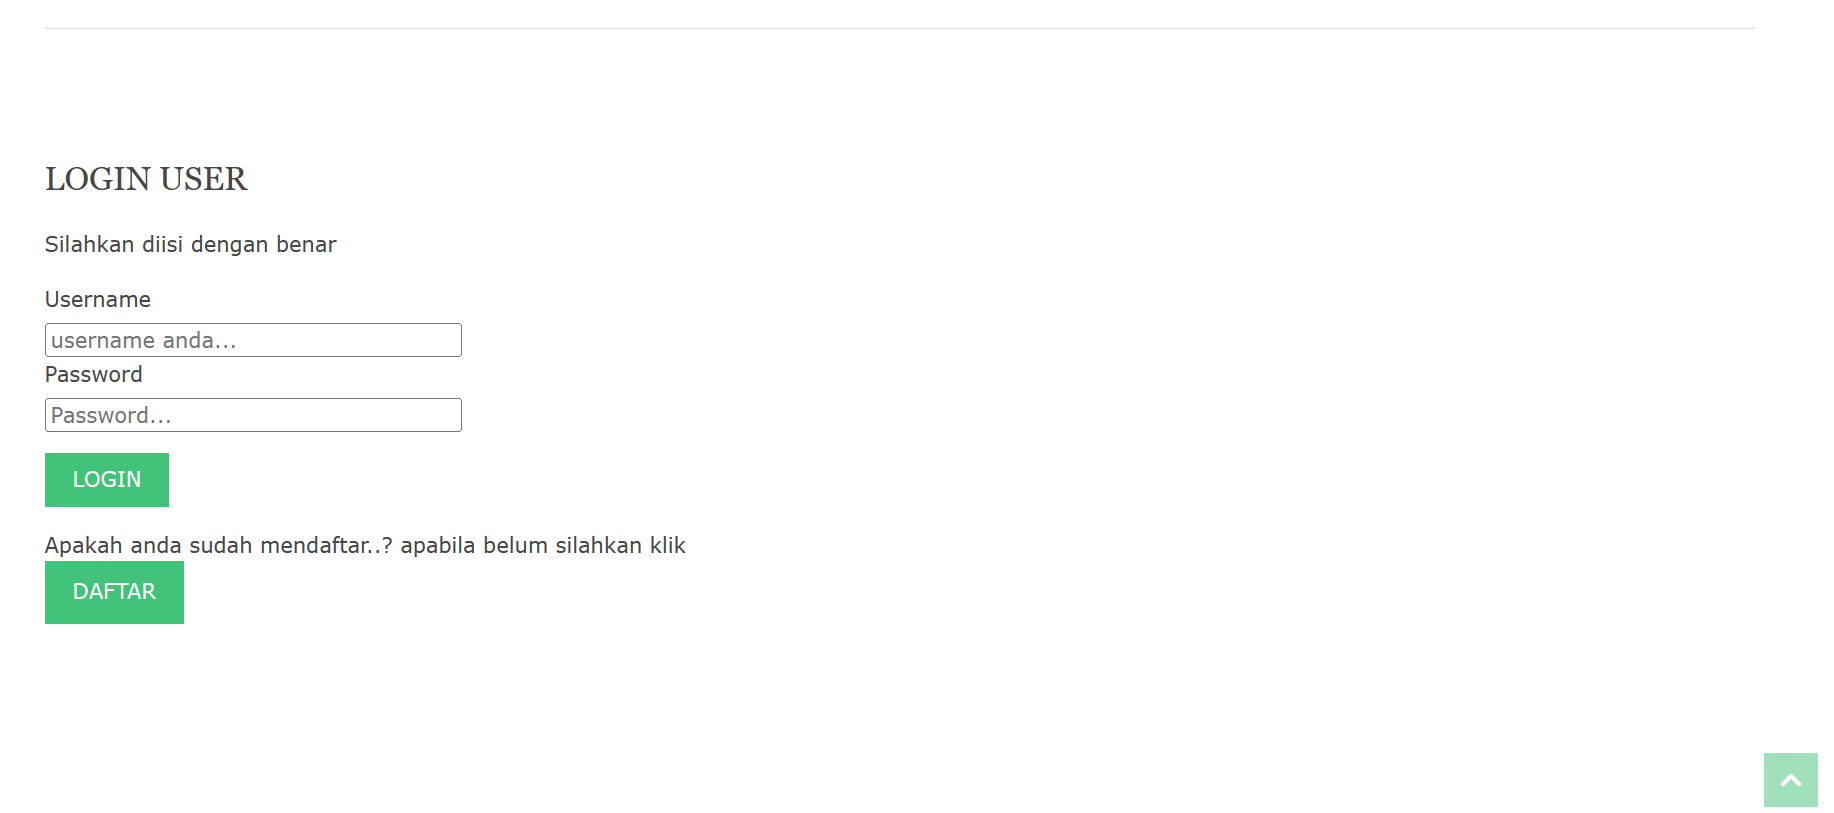 LOGIN USER
Silahkan diisi dengan benar
Username
username anda...
Password
Password...
LOGIN
Apakah anda sudah mendaftar..? apabila belum silahkan klik
DAFTAR